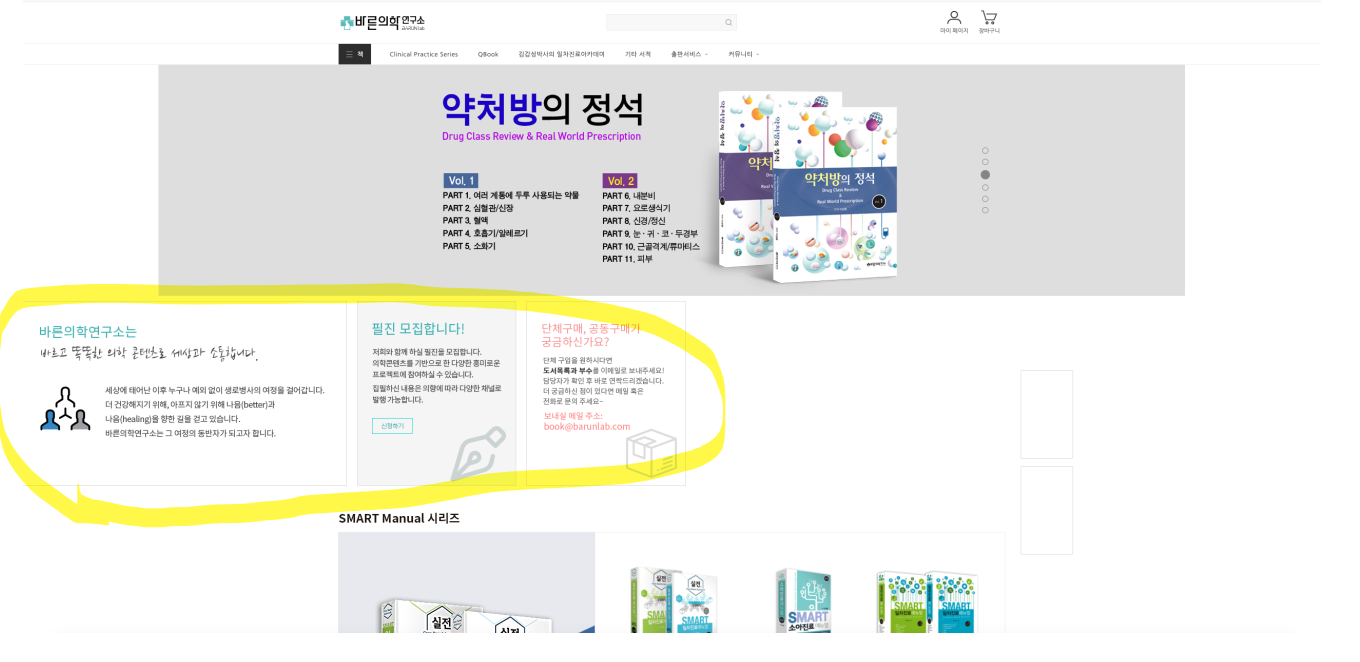 바른의학연구소
BARUNlab
마이 페이지
장바구니
책
Clinical Practice Series
QBook
김갑성박사의 일차진료아카데미
기타 서적
출판서비스
커뮤니티
약처방의 정석
Drug Class Review & Real World Prescription
Vol. 1
PART 1. 여러 계통에 두루 사용되는 약물
PART 2. 심혈관/신장
PART 3. 혈액
PART 4. 호흡기/알레르기
PART 5. 소화기
Vol. 2
PART 6. 내분비
PART 7. 요로생식기
PART 8. 신경/정신
PART 9. 눈 · 귀 · 코 · 두경부
PART 10. 근골격계/류마티스
PART 11. 피부
약처
약처방의 정석
Drug Class Review
&
Real World Prescription
바른의학연구소는
바르고 똑똑한 의학 콘텐츠로 세상과 소통합니다.
세상에 태어난 이후 누구나 예외 없이 생로병사의 여정을 걸어갑니다.
더 건강해지기 위해, 아프지 않기 위해 나음(better)과
나음(healing)을 향한 길을 걷고 있습니다.
바른의학연구소는 그 여정의 동반자가 되고자 합니다.
필진 모집합니다!
저희와 함께 하실 필진을 모집합니다.
의학콘텐츠를 기반으로 한 다양한 흥미로운
프로젝트에 참여하실 수 있습니다.
집필하신 내용은 의향에 따라 다양한 채널로
발행 가능합니다.
신청하기
단체구매, 공동구매가
궁금하신가요?
단체 구입을 원하시다면
도서목록과 부수를 이메일로 보내주세요!
담당자가 확인 후 바로 연락드리겠습니다.
더 궁금하신 점이 있다면 메일 혹은
전화로 문의 주세요~
보내실 메일 주소:
book@barunlab.com
SMART Manual 시리즈
실전
실전
실전
SMART
SMART
SMART
소아진료
SMART
SMART